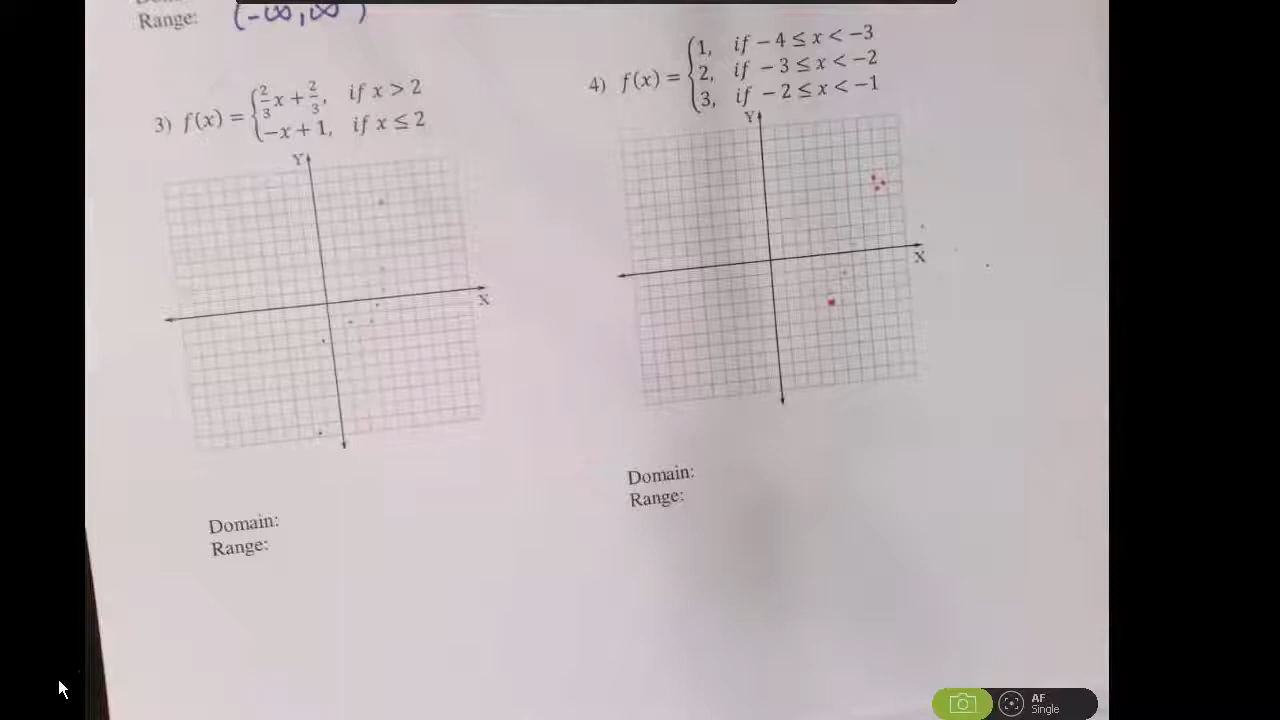 Range: (-∞, ∞)
3) f(x) = { 2/3 x + 2/3, if x > 2
-x + 1, if x ≤ 2
4) f(x) = { 1, if - 4 ≤ x < -3
2, if - 3 ≤ x < -2
3, if - 2 ≤ x < -1
Y
X
Y
X
Domain:
Range:
Domain:
Range:
AF
Single